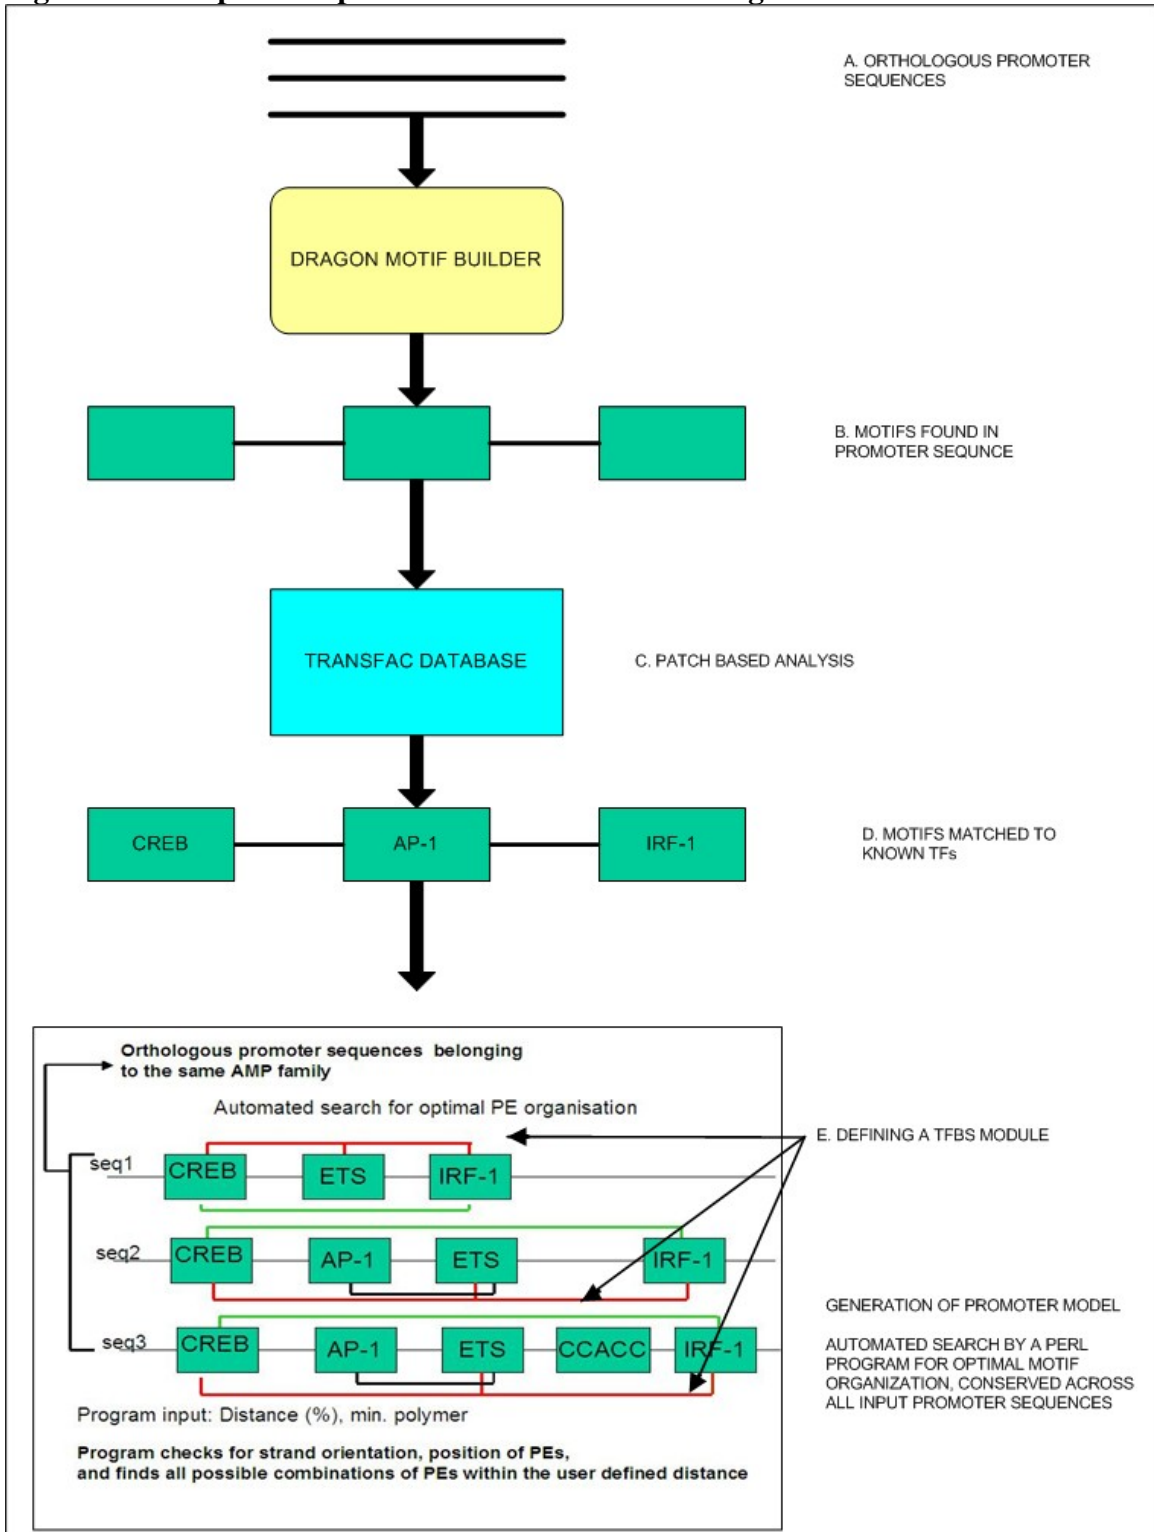 A. ORTHOLOGOUS PROMOTER
SEQUENCES
DRAGON MOTIF BUILDER
B. MOTIFS FOUND IN
PROMOTER SEQUNCE
TRANSFAC DATABASE
C. PATCH BASED ANALYSIS
CREB
AP-1
IRF-1
D. MOTIFS MATCHED TO
KNOWN TFs
Orthologous promoter sequences belonging
to the same AMP family
Automated search for optimal PE organisation
E. DEFINING A TFBS MODULE
seq1
CREB
ETS
IRF-1
seq2
CREB
AP-1
ETS
IRF-1
seq3
CREB
AP-1
ETS
CCACC
IRF-1
GENERATION OF PROMOTER MODEL
AUTOMATED SEARCH BY A PERL
PROGRAM FOR OPTIMAL MOTIF
ORGANIZATION, CONSERVED ACROSS
ALL INPUT PROMOTER SEQUENCES
Program input: Distance (%), min. polymer
Program checks for strand orientation, position of PEs,
and finds all possible combinations of PEs within the user defined distance